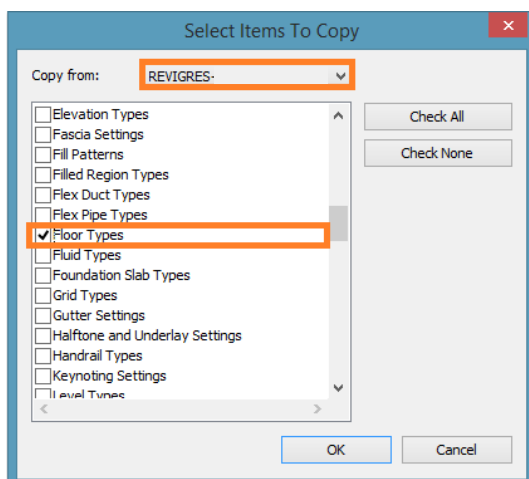 Select Items To Copy
Copy from: REVIGRES-
Elevation Types
Fascia Settings
Fill Patterns
Filled Region Types
Flex Duct Types
Flex Pipe Types
Floor Types
Fluid Types
Foundation Slab Types
Grid Types
Gutter Settings
Halftone and Underlay Settings
Handrail Types
Keynoting Settings
Level Types
Check All
Check None
OK Cancel